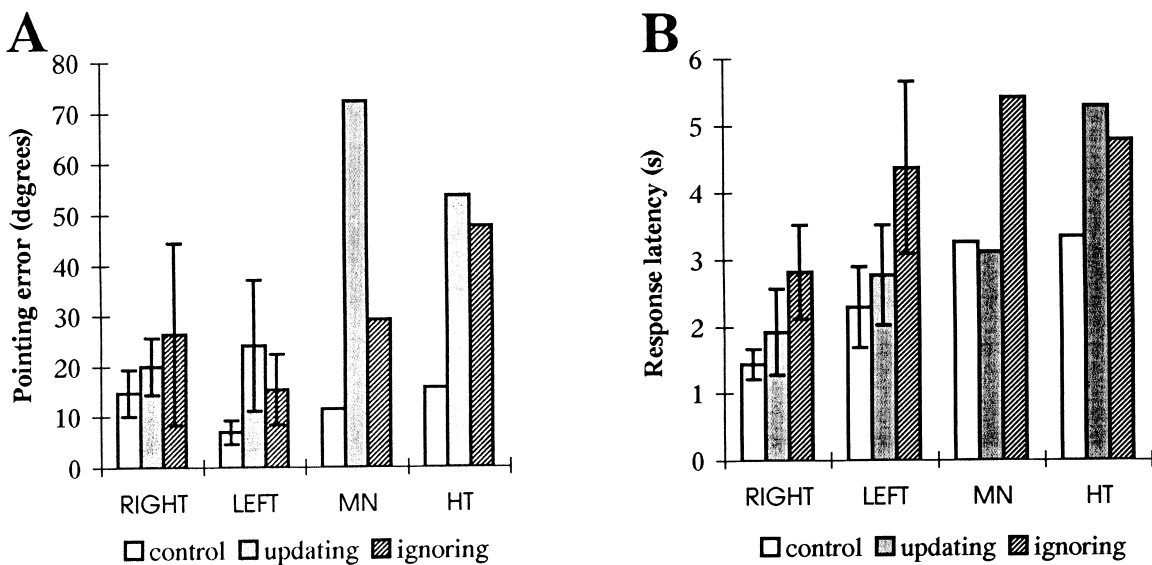 A
Pointing error (degrees)
80
70
60
50
40
30
20
10
0
RIGHT LEFT MN HT
control updating ignoring
B
Response latency (s)
6
5
4
3
2
1
0
RIGHT LEFT MN HT
control updating ignoring